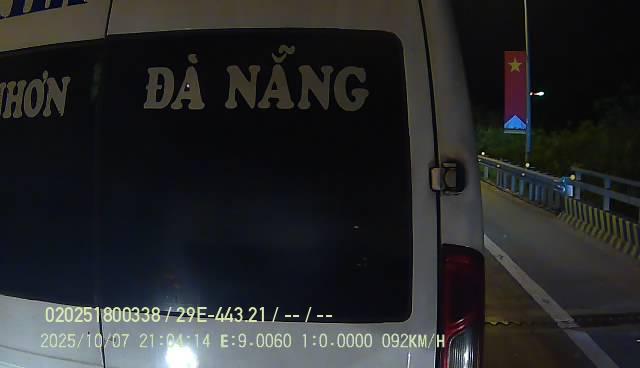 NHƠN ĐÀ NẴNG
020251800338 / 29E-443.21 / -- / --
2025/10/07 21:04:14 E:9.0060 1:0.0000 092KM/H